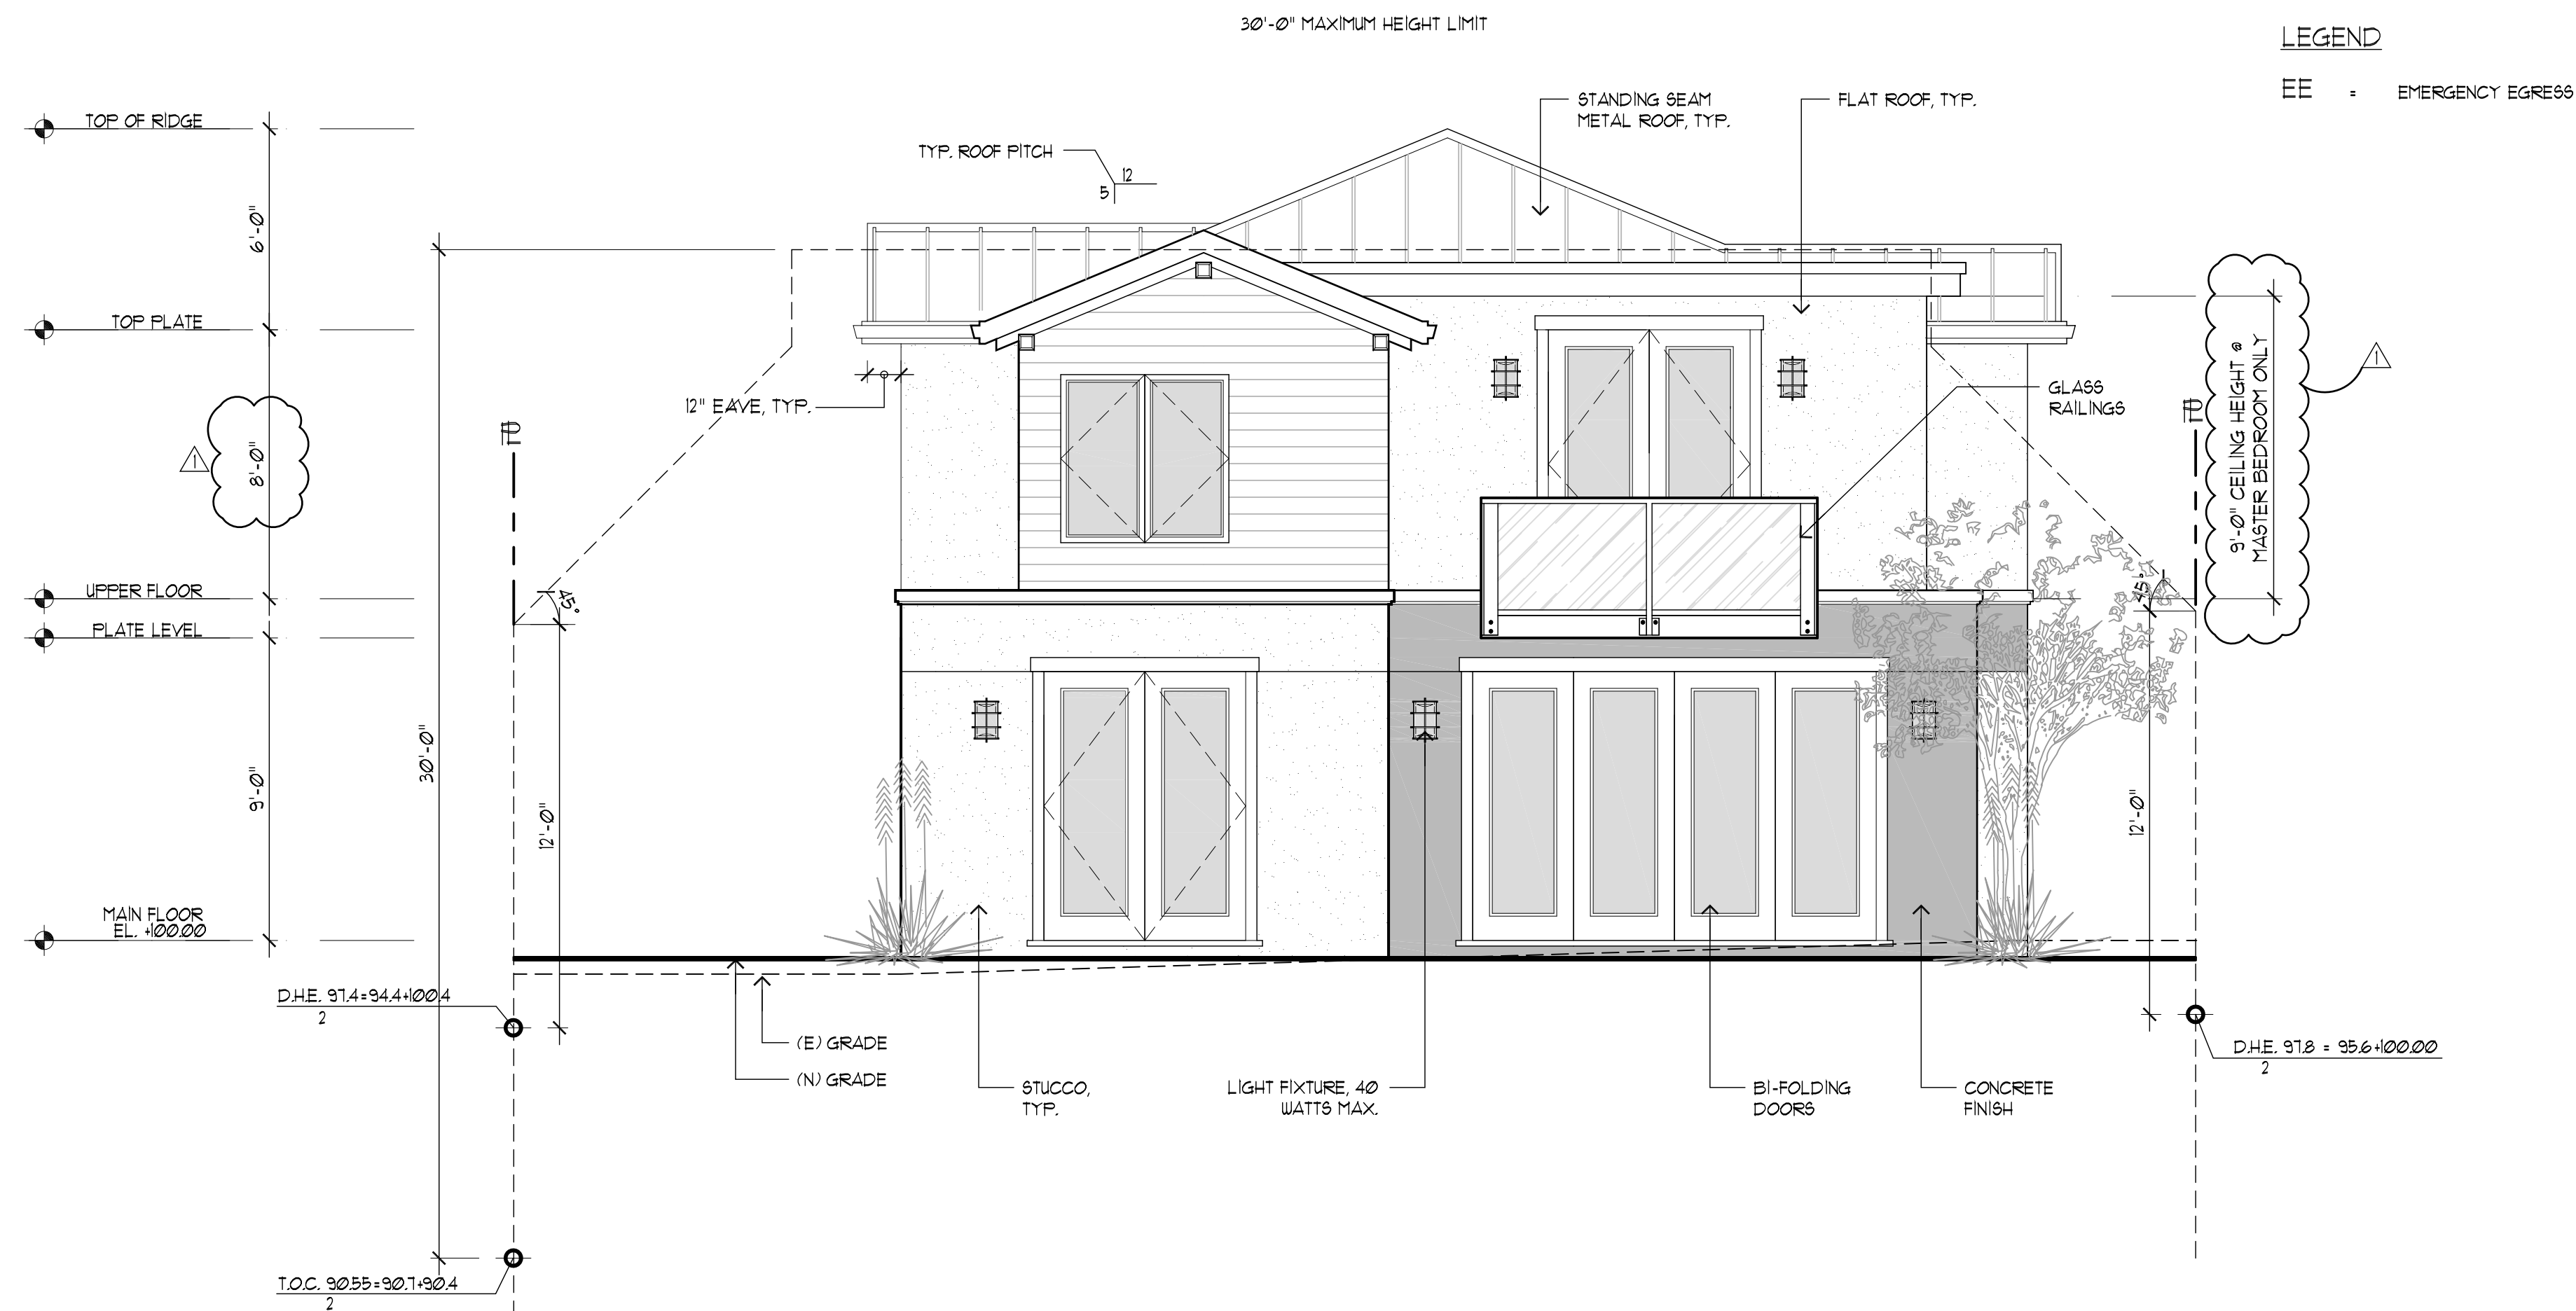 30'-0" MAXIMUM HEIGHT LIMIT
LEGEND
EE = EMERGENCY EGRESS
TOP OF RIDGE
TYP. ROOF PITCH
12
5
STANDING SEAM
METAL ROOF, TYP.
FLAT ROOF, TYP.
6'-0"
TOP PLATE
12" EAVE, TYP.
GLASS
RAILINGS
9'-0" CEILING HEIGHT @
MASTER BEDROOM ONLY
1
1
8'-0"
UPPER FLOOR
PLATE LEVEL
45°
45°
30'-0"
9'-0"
12'-0"
12'-0"
MAIN FLOOR
EL. +100.00
D.H.E. 97.4=94.4+100.4
2
(E) GRADE
(N) GRADE
STUCCO,
TYP.
LIGHT FIXTURE, 40
WATTS MAX.
BI-FOLDING
DOORS
CONCRETE
FINISH
D.H.E. 97.8 = 95.6+100.00
2
T.O.C. 90.55=90.7+90.4
2